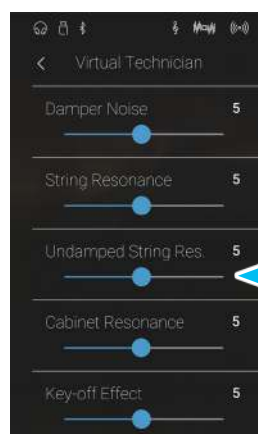 Virtual Technician
Damper Noise 5
String Resonance 5
Undamped String Res. 5
Cabinet Resonance 5
Key-off Effect 5